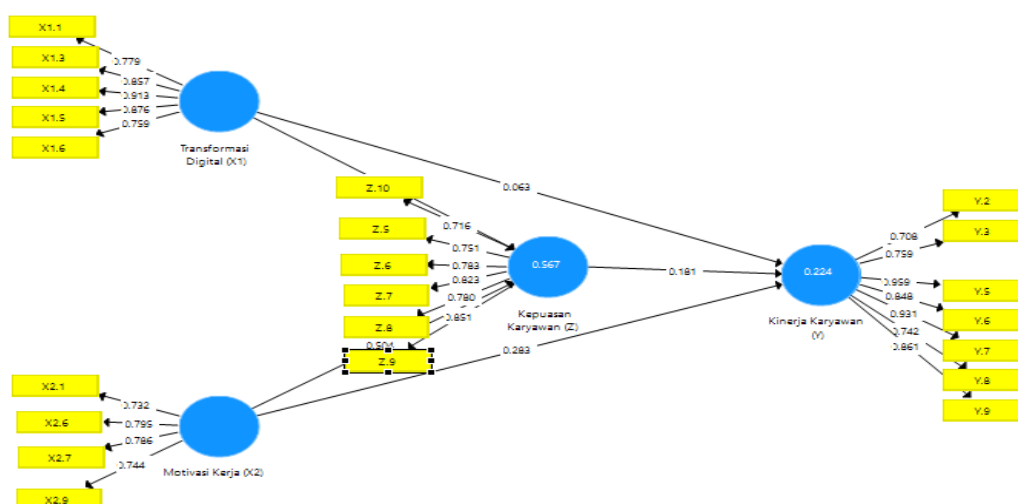 X1.1
X1.3
X1.4
X1.5
X1.6
0.779
0.857
0.913
0.876
0.759
Transformasi
Digital (X1)
0.063
Z.10
Z.5
Z.6
Z.7
Z.8
Z.9
0.716
0.751
0.783
0.823
0.780
0.851
0.504
0.567
Kepuasan
Karyawan (Z)
0.181
0.283
X2.1
X2.6
X2.7
X2.9
0.732
0.795
0.786
0.744
Motivasi Kerja (X2)
0.224
Kinerja Karyawan
(Y)
0.708
0.759
0.959
0.848
0.931
0.742
0.861
Y.2
Y.3
Y.5
Y.6
Y.7
Y.8
Y.9